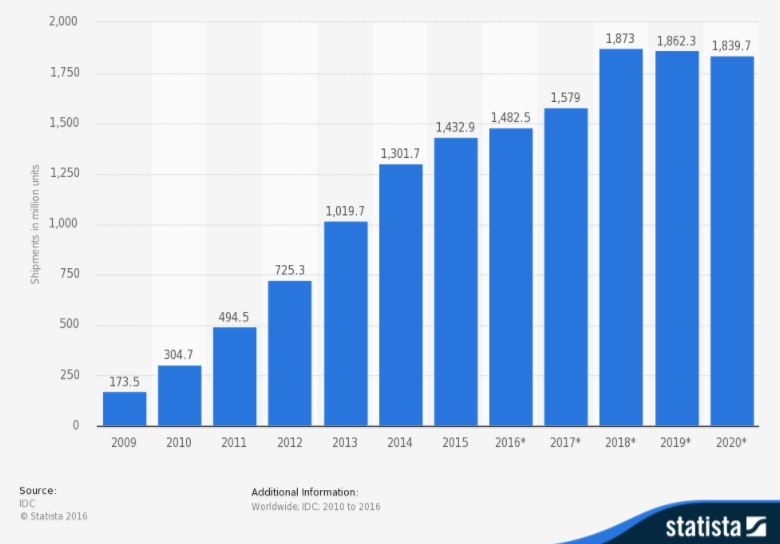 2,000
1,750
1,500
1,250
1,000
750
500
250
0
Shipments in million units
173.5
304.7
494.5
725.3
1,019.7
1,301.7
1,432.9
1,482.5
1,579
1,873
1,862.3
1,839.7
2009 2010 2011 2012 2013 2014 2015 2016* 2017* 2018* 2019* 2020*
Source:
IDC
© Statista 2016
Additional Information:
Worldwide; IDC; 2010 to 2016
statista